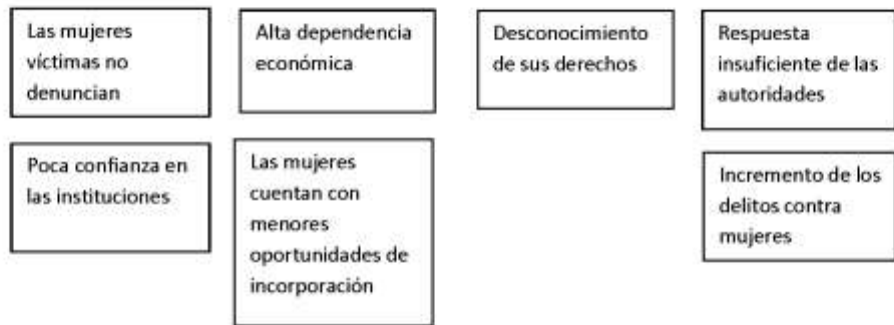 Las mujeres
víctimas no
denuncian
Alta dependencia
económica
Desconocimiento
de sus derechos
Respuesta
insuficiente de las
autoridades
Poca confianza en
las instituciones
Las mujeres
cuentan con
menores
oportunidades de
incorporación
Incremento de los
delitos contra
mujeres